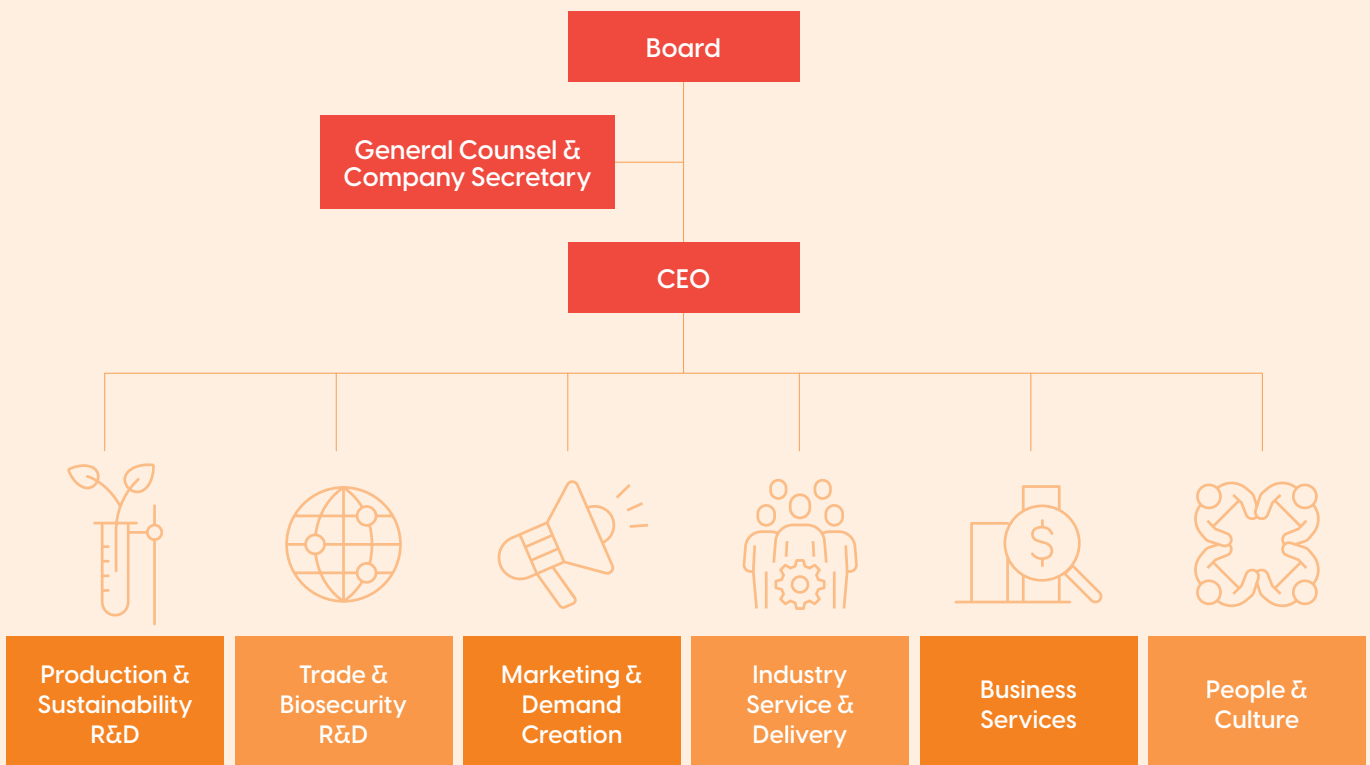 Board
General Counsel &
Company Secretary
CEO
$
Production &
Sustainability
R&D
Trade &
Biosecurity
R&D
Marketing &
Demand
Creation
Industry
Service &
Delivery
Business
Services
People &
Culture